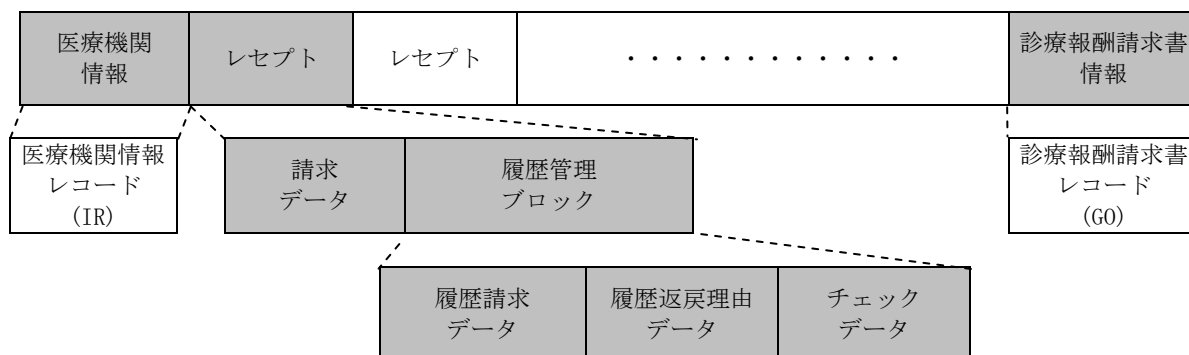 医療機関
情報
レセプト
レセプト
・・・・・・・・・・・・
診療報酬請求書
情報
医療機関情報
レコード
(IR)
請求
データ
履歴管理
ブロック
診療報酬請求書
レコード
(GO)
履歴請求
データ
履歴返戻理由
データ
チェック
データ